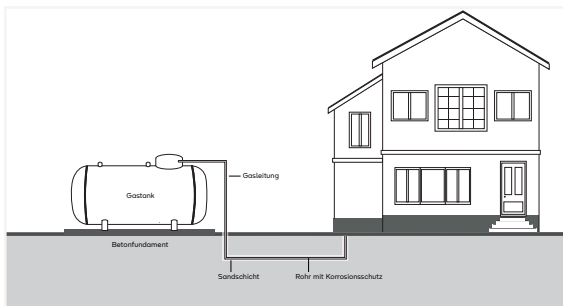 Gasleitung
Gastank
Betonfundament
Sandschicht
Rohr mit Korrosionsschutz